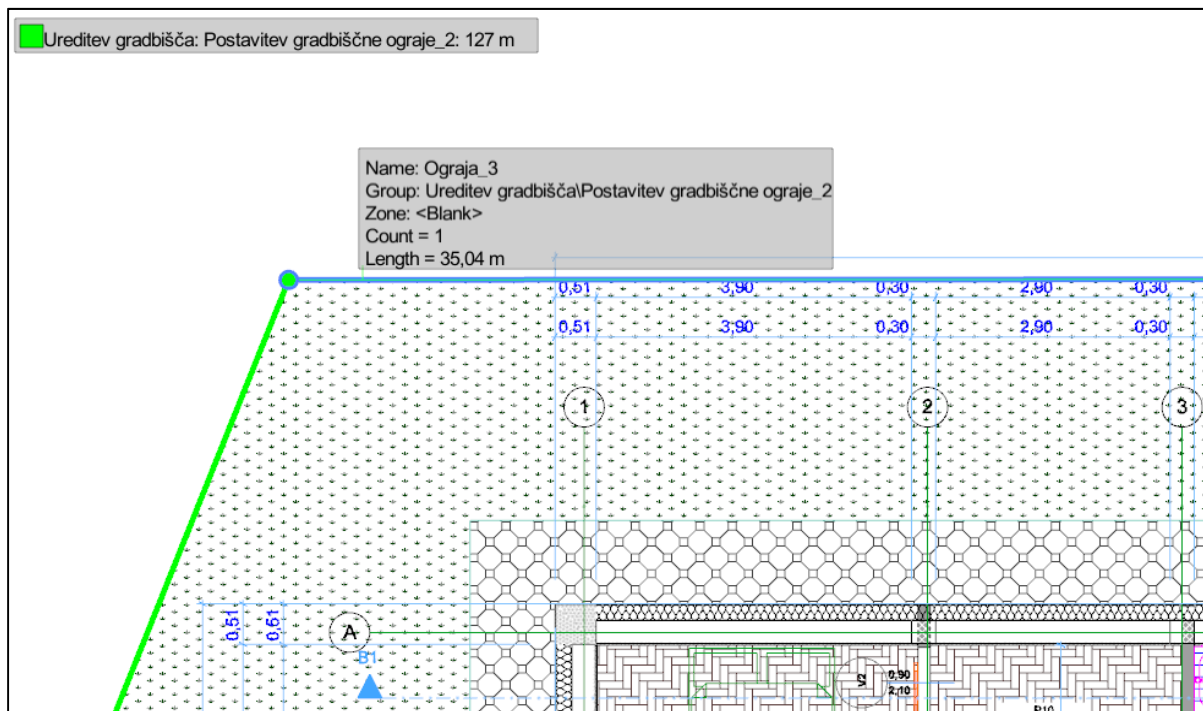 Ureditev gradbišča: Postavitev gradbiščne ograje_2: 127 m
Name: Ograja_3
Group: Ureditev gradbišča\Postavitev gradbiščne ograje_2
Zone: <Blank>
Count = 1
Length = 35,04 m
0,51 3,90 0,30 2,90 0,30
0,51 3,90 0,30 2,90 0,30
1 2 3
0,51 0,51 A
B1
V2 0,90
2,10